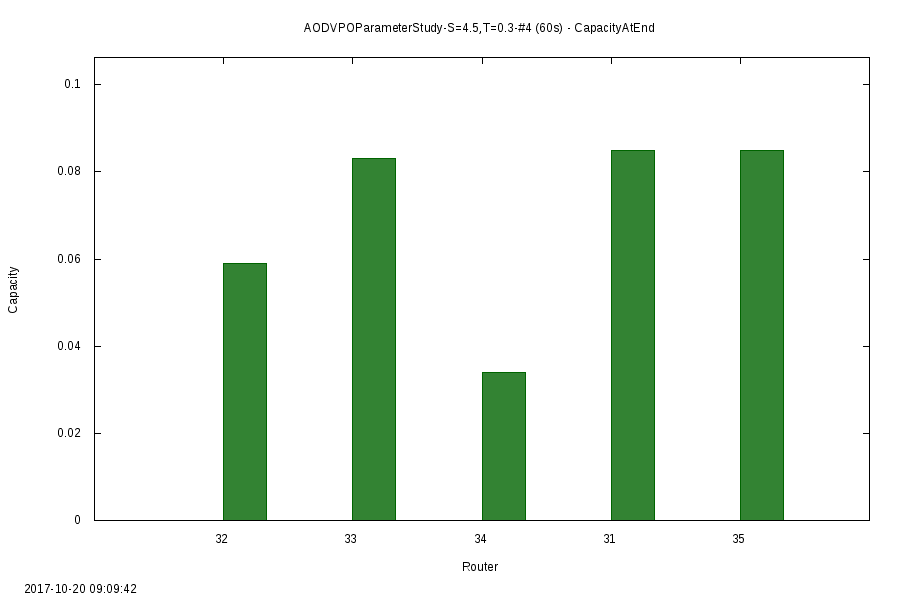 AODVPOParameterStudy-S=4.5,T=0.3-#4 (60s) - CapacityAtEnd
0.1
0.08
0.06
0.04
0.02
0
Capacity
32 33 34 31 35
Router
2017-10-20 09:09:42